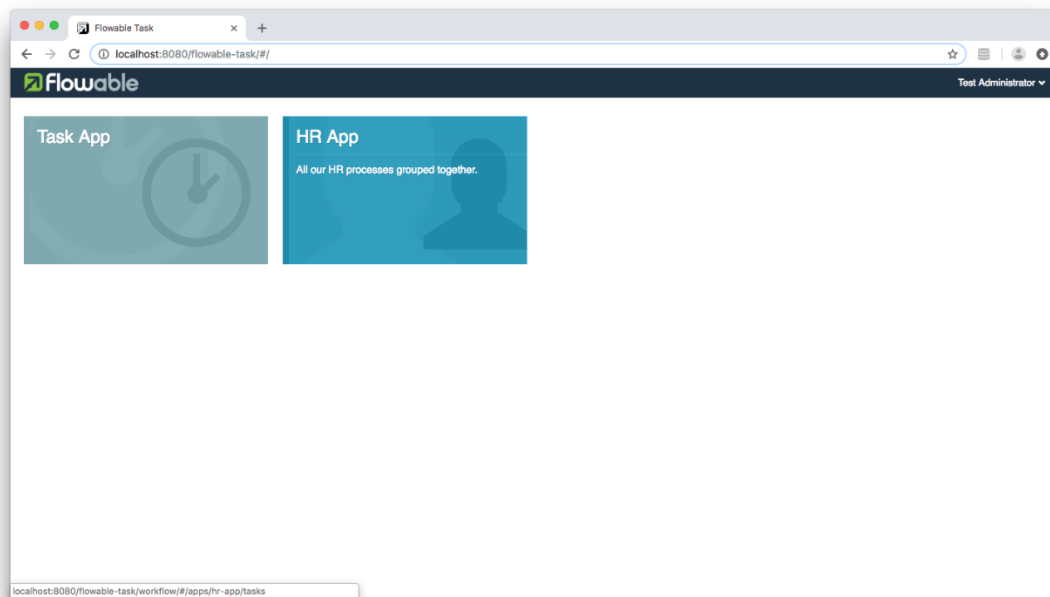 Flowable Task
localhost:8080/flowable-task/#/
Flowable
Test Administrator
Task App
HR App
All our HR processes grouped together.
localhost:8080/flowable-task/workflow/#/apps/hr-app/tasks